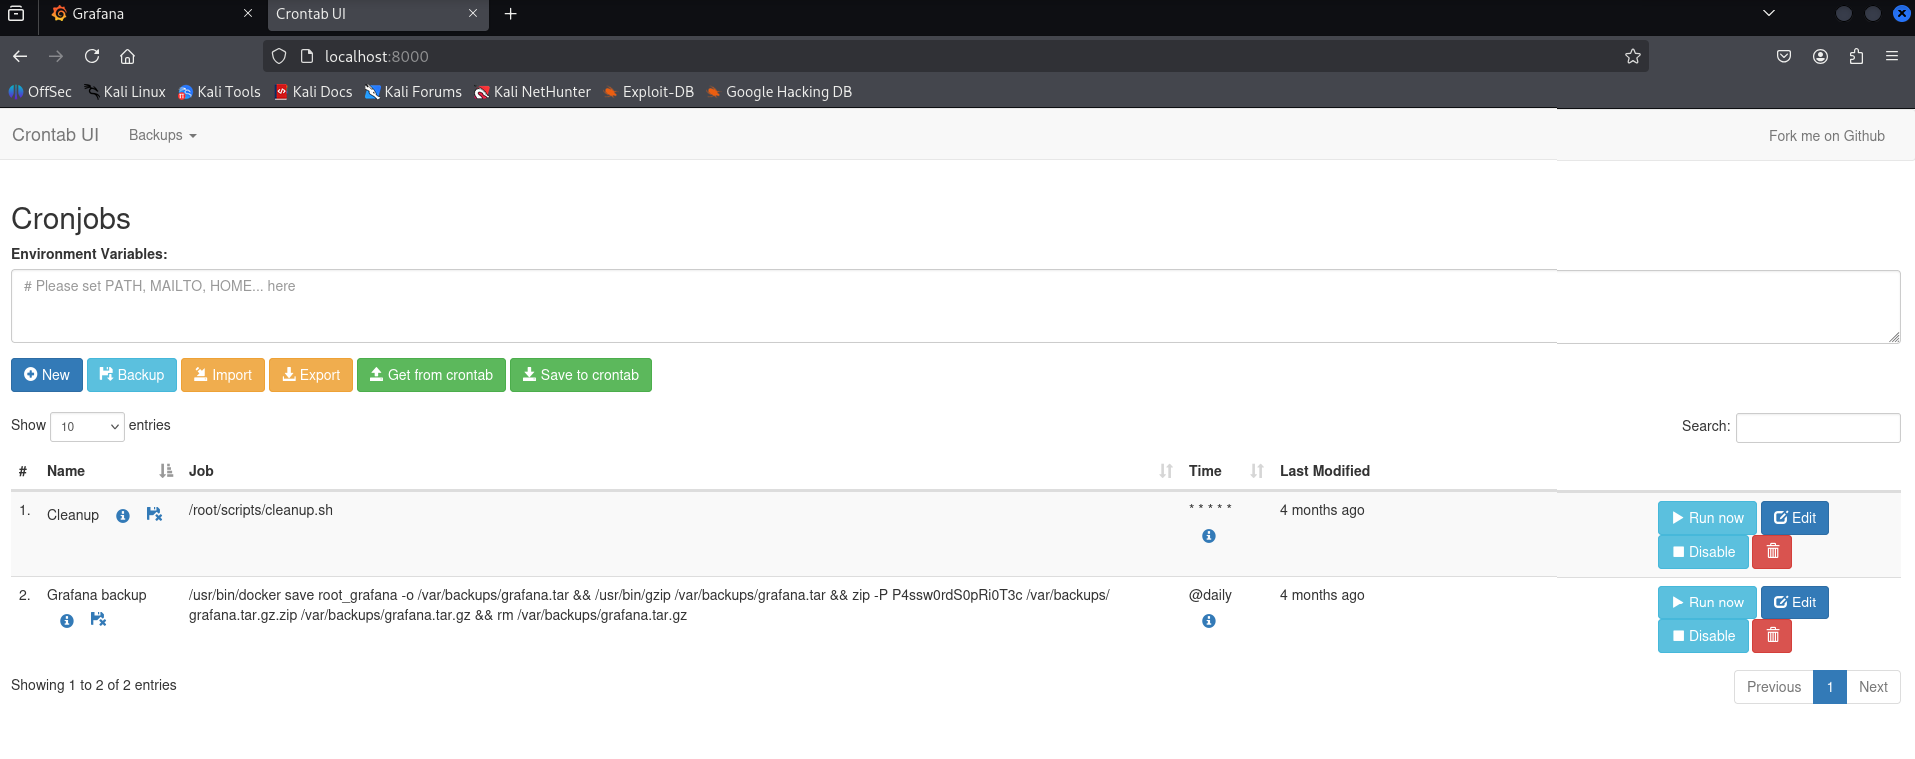 Grafana
Crontab UI
localhost:8000
OffSec Kali Linux Kali Tools Kali Docs Kali Forums Kali NetHunter Exploit-DB Google Hacking DB
Crontab UI Backups Fork me on Github
Cronjobs
Environment Variables:
# Please set PATH, MAILTO, HOME... here
New Backup Import Export Get from crontab Save to crontab
Show 10 entries Search:
# Name Job Time Last Modified
1. Cleanup /root/scripts/cleanup.sh * * * * * 4 months ago Run now Edit
Disable
2. Grafana backup /usr/bin/docker save root_grafana -o /var/backups/grafana.tar && /usr/bin/gzip /var/backups/grafana.tar && zip -P P4ssw0rdS0pRi0T3c /var/backups/ @daily 4 months ago Run now Edit
grafana.tar.gz.zip /var/backups/grafana.tar.gz && rm /var/backups/grafana.tar.gz Disable
Showing 1 to 2 of 2 entries Previous 1 Next